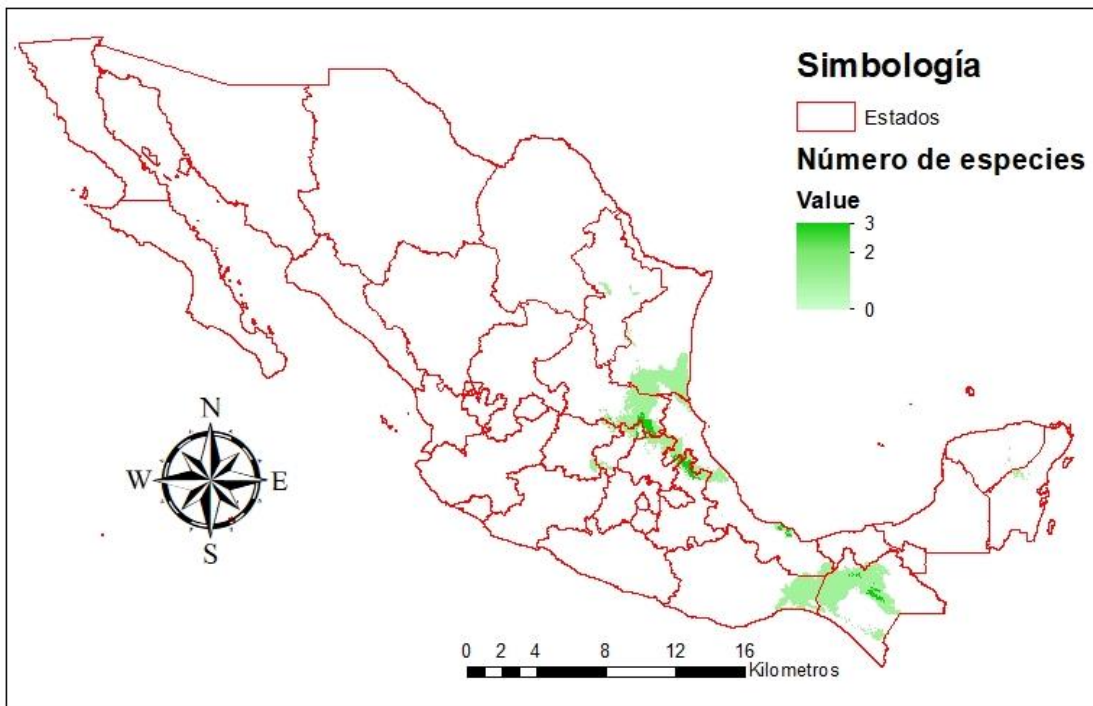 Simbología
Estados
Número de especies
Value
3
2
0
N
W E
S
0 2 4 8 12 16
Kilometros